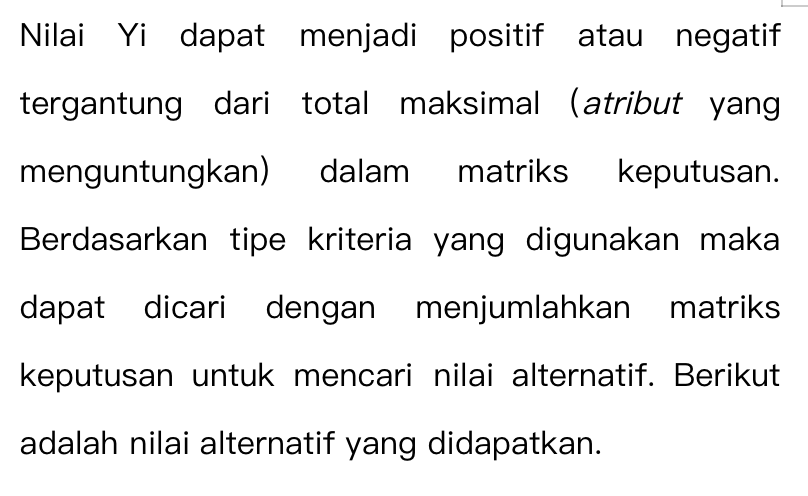 Nilai Yi dapat menjadi positif atau negatif
tergantung dari total maksimal (atribut yang
menguntungkan) dalam matriks keputusan.
Berdasarkan tipe kriteria yang digunakan maka
dapat dicari dengan menjumlahkan matriks
keputusan untuk mencari nilai alternatif. Berikut
adalah nilai alternatif yang didapatkan.